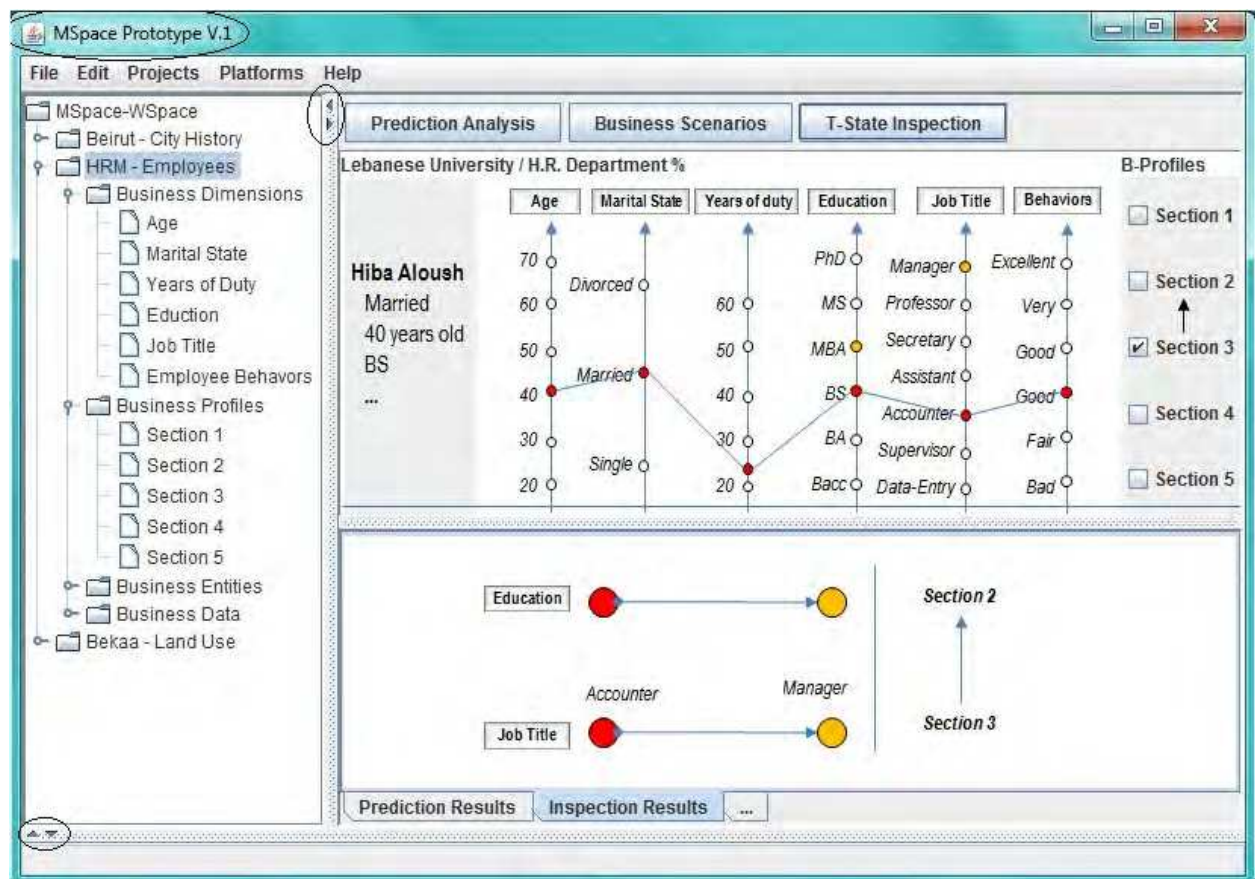 MSpace Prototype V.1
File Edit Projects Platforms Help
MSpace-WSpace
Beirut - City History
HRM - Employees
Business Dimensions
Age
Marital State
Years of Duty
Eduction
Job Title
Employee Behavors
Business Profiles
Section 1
Section 2
Section 3
Section 4
Section 5
Business Entities
Business Data
Bekaa - Land Use
Prediction Analysis Business Scenarios T-State Inspection
Lebanese University / H.R. Department % B-Profiles
Hiba Aloush
Married
40 years old
BS
...
Age
70
60
50
40
30
20
Marital State
Divorced
Married
Single
Years of duty
60
50
40
30
20
Education
PhD
MS
MBA
BS
BA
Bacc
Job Title
Manager
Professor
Secretary
Assistant
Accounter
Supervisor
Data-Entry
Behaviors
Excellent
Very
Good
Good
Fair
Bad
Section 1
Section 2
Section 3
Section 4
Section 5
Education
Section 2
Accounter Manager
Job Title
Section 3
Prediction Results Inspection Results ...